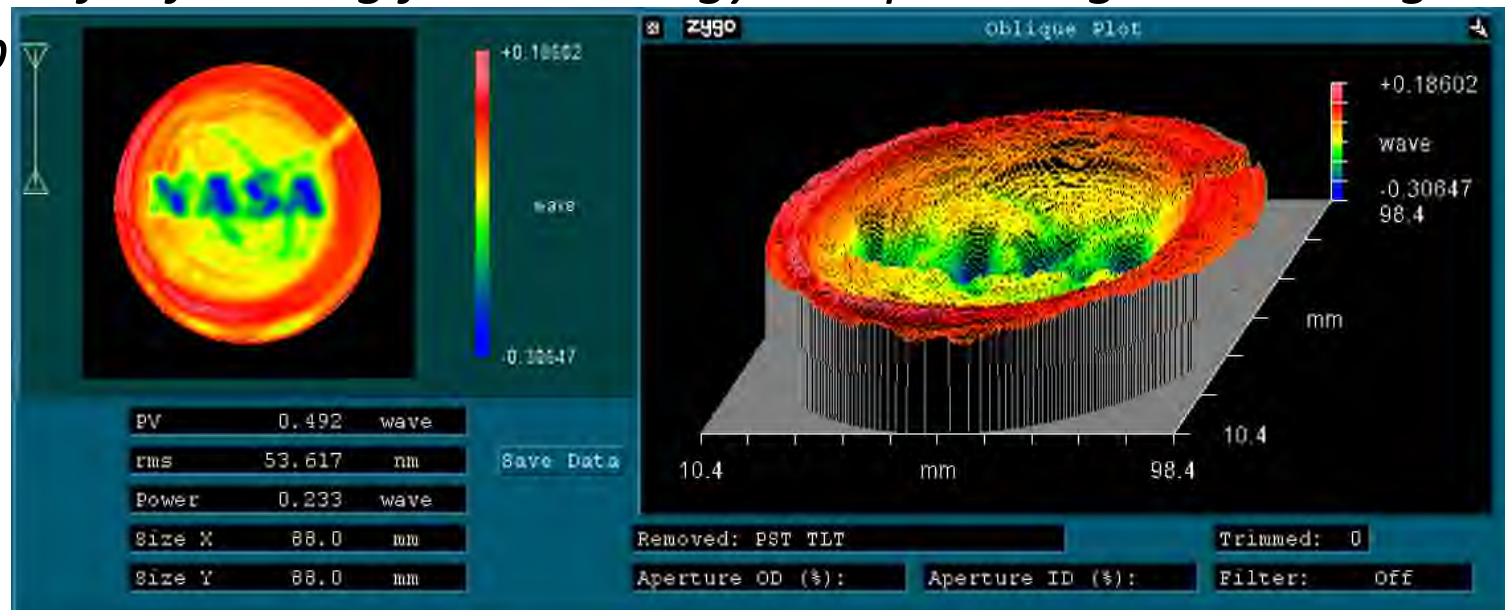 +0.18602
wave
-0.30647
NASA
PV 0.492 wave
rms 53.617 nm
Power 0.233 wave
Size X 88.0 mm
Size Y 88.0 mm
Save Data
zygo Oblique Plot
+0.18602
wave
-0.30647
98.4
mm
10.4
10.4 mm 98.4
Removed: PST TLT Trimmed: 0
Aperture OD (%): Aperture ID (%): Filter: Off